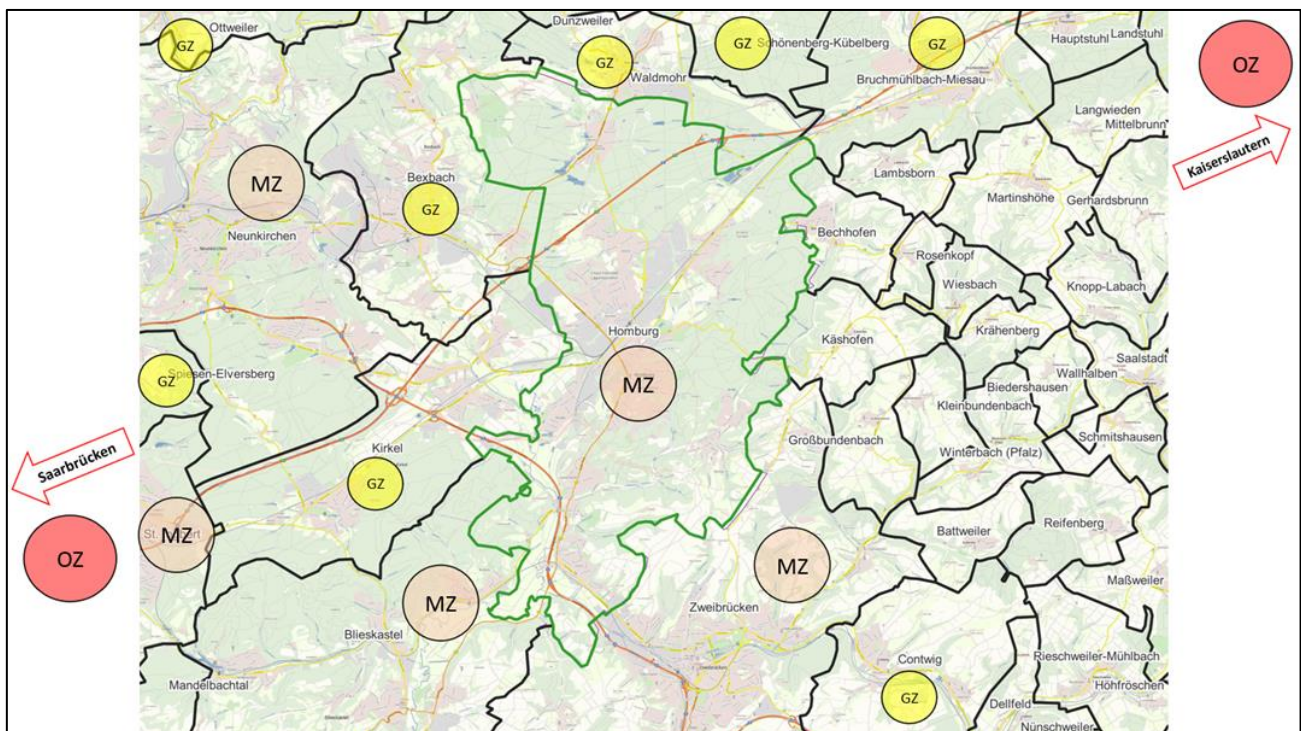 Ottweiler
GZ
Dunzweiler
GZ
Waldmohr
GZ
Schönenberg-Kübelberg
GZ
Bruchmühlbach-Miesau
Hauptstuhl
Landstuhl
OZ
Langwieden
Mittelbrunn
Kaiserslautern
MZ
Neunkirchen
Bexbach
GZ
Lambsborn
Martinshöhe
Gerhardsbrunn
Bechhofen
Rosenkopf
Wiesbach
Knopp-Labach
Homburg
Käshofen
Krähenberg
Saalstadt
GZ
Spiesen-Elversberg
MZ
Wallhalben
Biedershausen
Kleinbundenbach
Saarbrücken
Kirkel
GZ
Großbundenbach
Winterbach (Pfalz)
Schmitshausen
OZ
MZ
Battweiler
Reifenberg
MZ
Maßweiler
MZ
Zweibrücken
Blieskastel
Mandelbachtal
Contwig
GZ
Rieschweiler-Mühlbach
Höhfröschen
Dellfeld
Nünschweiler